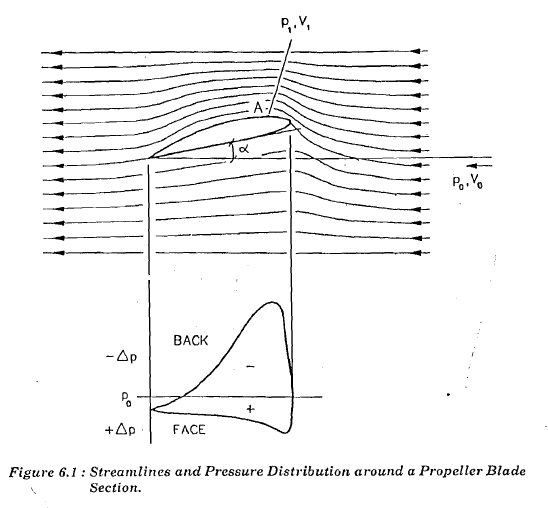 p₁, V₁
A
α
p₀, V₀
BACK
−Δp
−
p₀
+
+Δp
FACE
Figure 6.1 : Streamlines and Pressure Distribution around a Propeller Blade
Section.